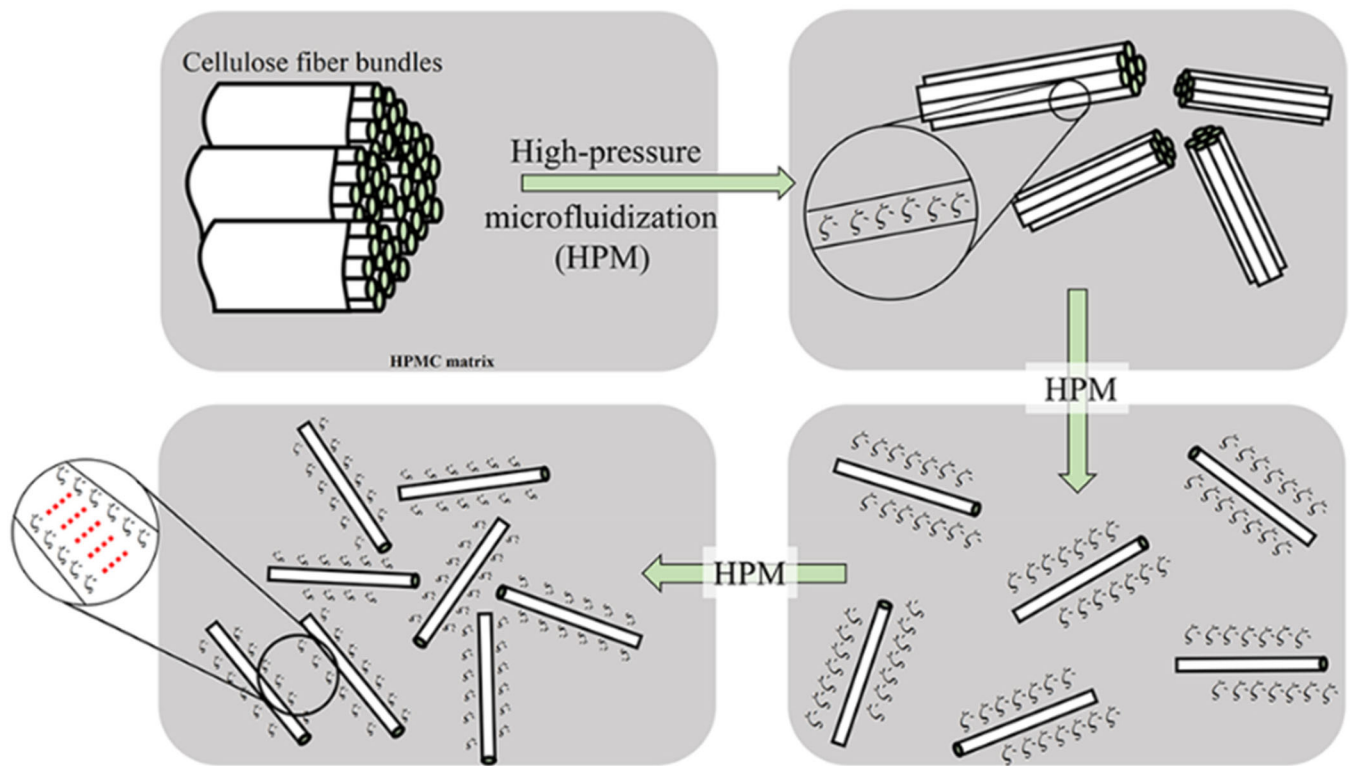 Cellulose fiber bundles
High-pressure
microfluidization
(HPM)
HPMC matrix
HPM
HPM